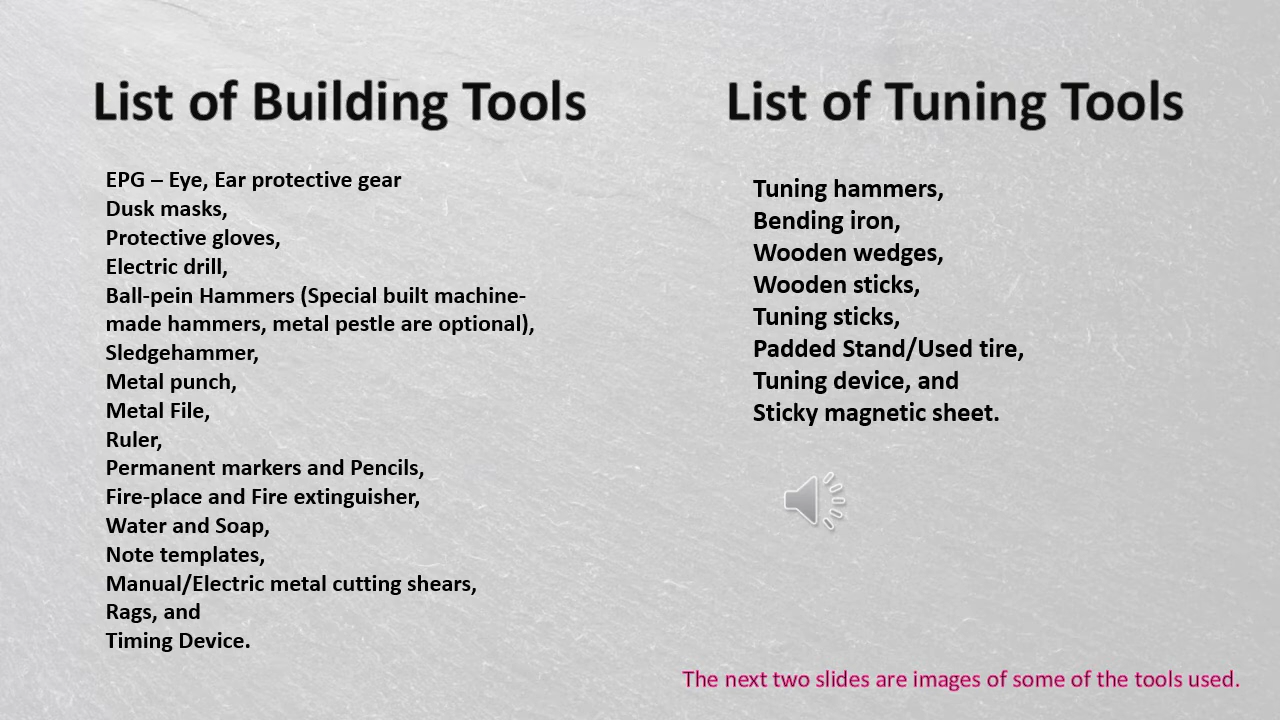 List of Building Tools
EPG – Eye, Ear protective gear
Dusk masks,
Protective gloves,
Electric drill,
Ball-pein Hammers (Special built machine-
made hammers, metal pestle are optional),
Sledgehammer,
Metal punch,
Metal File,
Ruler,
Permanent markers and Pencils,
Fire-place and Fire extinguisher,
Water and Soap,
Note templates,
Manual/Electric metal cutting shears,
Rags, and
Timing Device.
List of Tuning Tools
Tuning hammers,
Bending iron,
Wooden wedges,
Wooden sticks,
Tuning sticks,
Padded Stand/Used tire,
Tuning device, and
Sticky magnetic sheet.
The next two slides are images of some of the tools used.